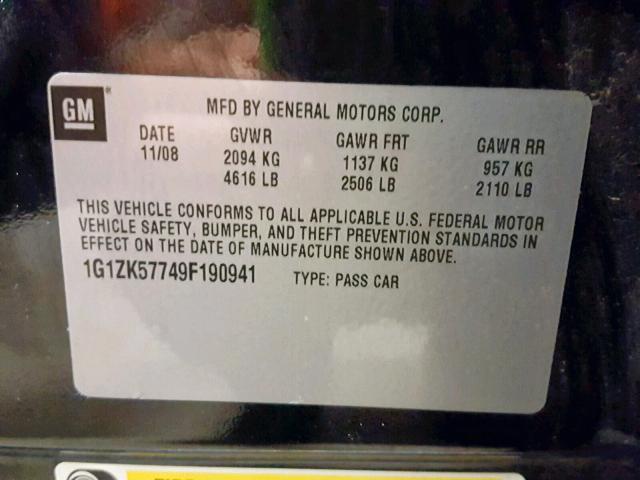 GM
MFD BY GENERAL MOTORS CORP.
DATE GVWR GAWR FRT GAWR RR
11/08 2094 KG 1137 KG 957 KG
4616 LB 2506 LB 2110 LB
THIS VEHICLE CONFORMS TO ALL APPLICABLE U.S. FEDERAL MOTOR
VEHICLE SAFETY, BUMPER, AND THEFT PREVENTION STANDARDS IN
EFFECT ON THE DATE OF MANUFACTURE SHOWN ABOVE.
1G1ZK57749F190941 TYPE: PASS CAR